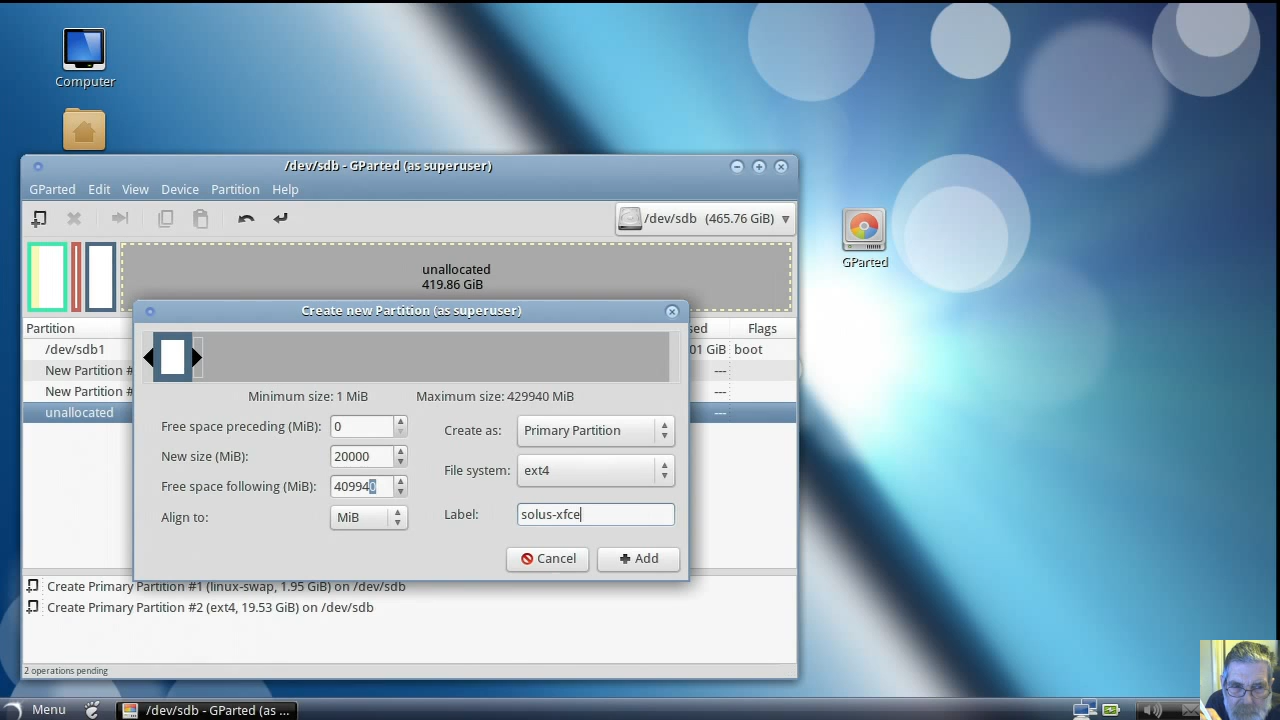 Computer
/dev/sdb - GParted (as superuser)
GParted Edit View Device Partition Help
/dev/sdb (465.76 GiB)
unallocated
419.86 GiB
GParted
Create new Partition (as superuser)
Partition
sed
Flags
/dev/sdb1
01 GiB boot
New Partition #
---
New Partition #
---
unallocated
---
Minimum size: 1 MiB
Maximum size: 429940 MiB
Free space preceding (MiB): 0
Create as: Primary Partition
New size (MiB): 20000
File system: ext4
Free space following (MiB): 409940
Align to: MiB
Label: solus-xfce
Cancel
Add
Create Primary Partition #1 (linux-swap, 1.95 GiB) on /dev/sdb
Create Primary Partition #2 (ext4, 19.53 GiB) on /dev/sdb
2 operations pending
Menu
/dev/sdb - GParted (as ...